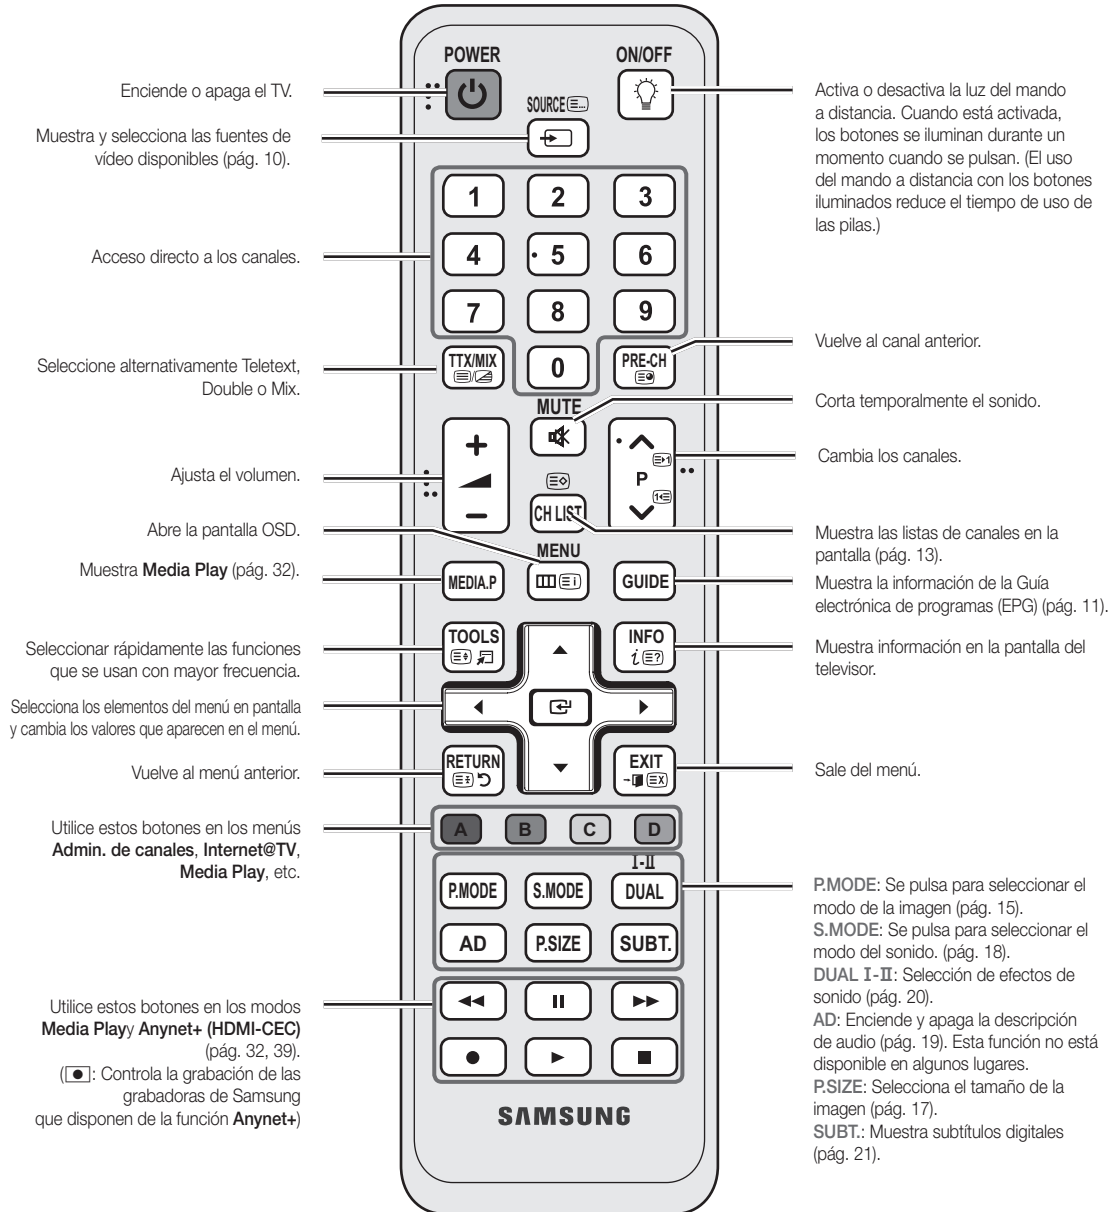 POWER
ON/OFF
SOURCE
1
2
3
4
5
6
7
8
9
TTX/MIX
0
PRE-CH
MUTE
P
CH LIST
MENU
MEDIA.P
GUIDE
TOOLS
INFO
RETURN
EXIT
A
B
C
D
I-II
P.MODE
S.MODE
DUAL
AD
P.SIZE
SUBT.
SAMSUNG
Enciende o apaga el TV.
Muestra y selecciona las fuentes de
vídeo disponibles (pág. 10).
Acceso directo a los canales.
Seleccione alternativamente Teletext,
Double o Mix.
Ajusta el volumen.
Abre la pantalla OSD.
Muestra Media Play (pág. 32).
Seleccionar rápidamente las funciones
que se usan con mayor frecuencia.
Selecciona los elementos del menú en pantalla
y cambia los valores que aparecen en el menú.
Vuelve al menú anterior.
Utilice estos botones en los menús
Admin. de canales, Internet@TV,
Media Play, etc.
Utilice estos botones en los modos
Media Playy Anynet+ (HDMI-CEC)
(pág. 32, 39).
(●: Controla la grabación de las
grabadoras de Samsung
que disponen de la función Anynet+)
Activa o desactiva la luz del mando
a distancia. Cuando está activada,
los botones se iluminan durante un
momento cuando se pulsan. (El uso
del mando a distancia con los botones
iluminados reduce el tiempo de uso de
las pilas.)
Vuelve al canal anterior.
Corta temporalmente el sonido.
Cambia los canales.
Muestra las listas de canales en la
pantalla (pág. 13).
Muestra la información de la Guía
electrónica de programas (EPG) (pág. 11).
Muestra información en la pantalla del
televisor.
Sale del menú.
P.MODE: Se pulsa para seleccionar el
modo de la imagen (pág. 15).
S.MODE: Se pulsa para seleccionar el
modo del sonido. (pág. 18).
DUAL I-II: Selección de efectos de
sonido (pág. 20).
AD: Enciende y apaga la descripción
de audio (pág. 19). Esta función no está
disponible en algunos lugares.
P.SIZE: Selecciona el tamaño de la
imagen (pág. 17).
SUBT.: Muestra subtítulos digitales
(pág. 21).